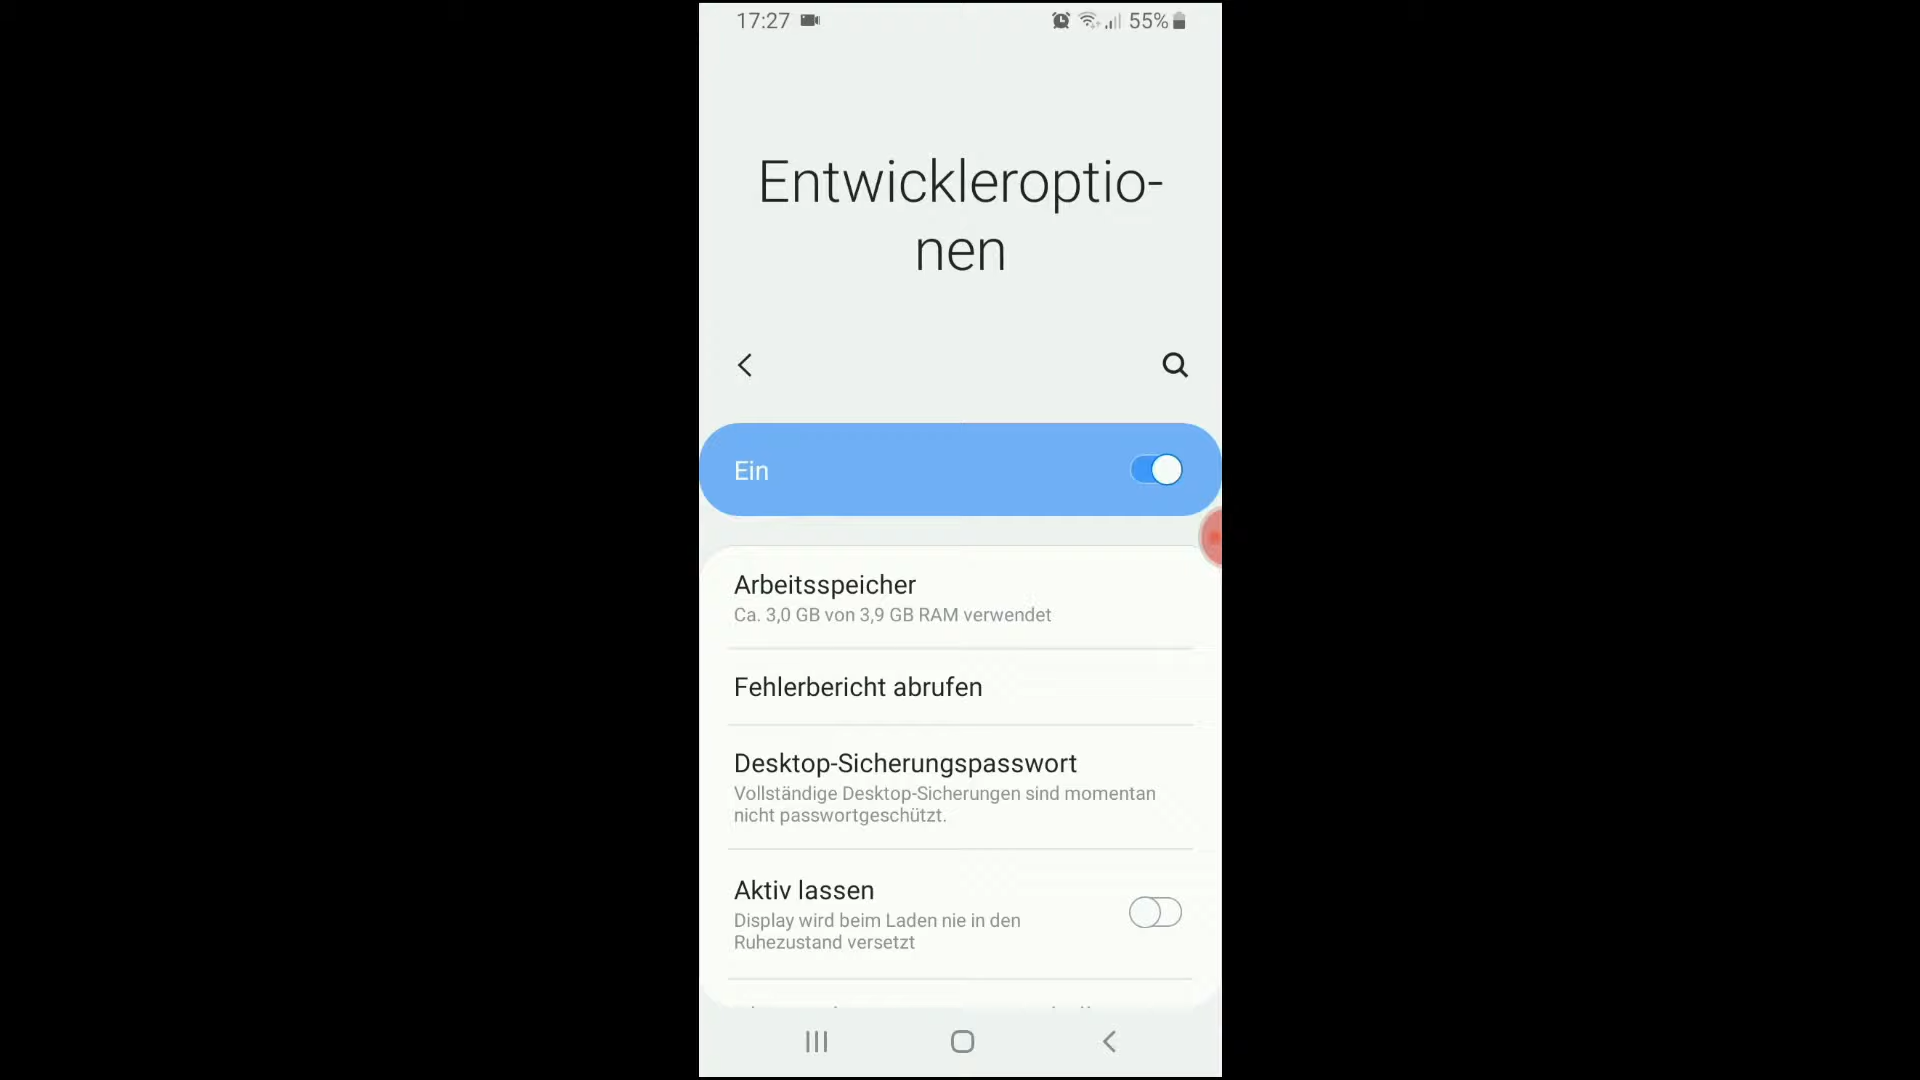 17:27 55%
Entwickleroptio-
nen
Ein
Arbeitsspeicher
Ca. 3,0 GB von 3,9 GB RAM verwendet
Fehlerbericht abrufen
Desktop-Sicherungspasswort
Vollständige Desktop-Sicherungen sind momentan
nicht passwortgeschützt.
Aktiv lassen
Display wird beim Laden nie in den
Ruhezustand versetzt